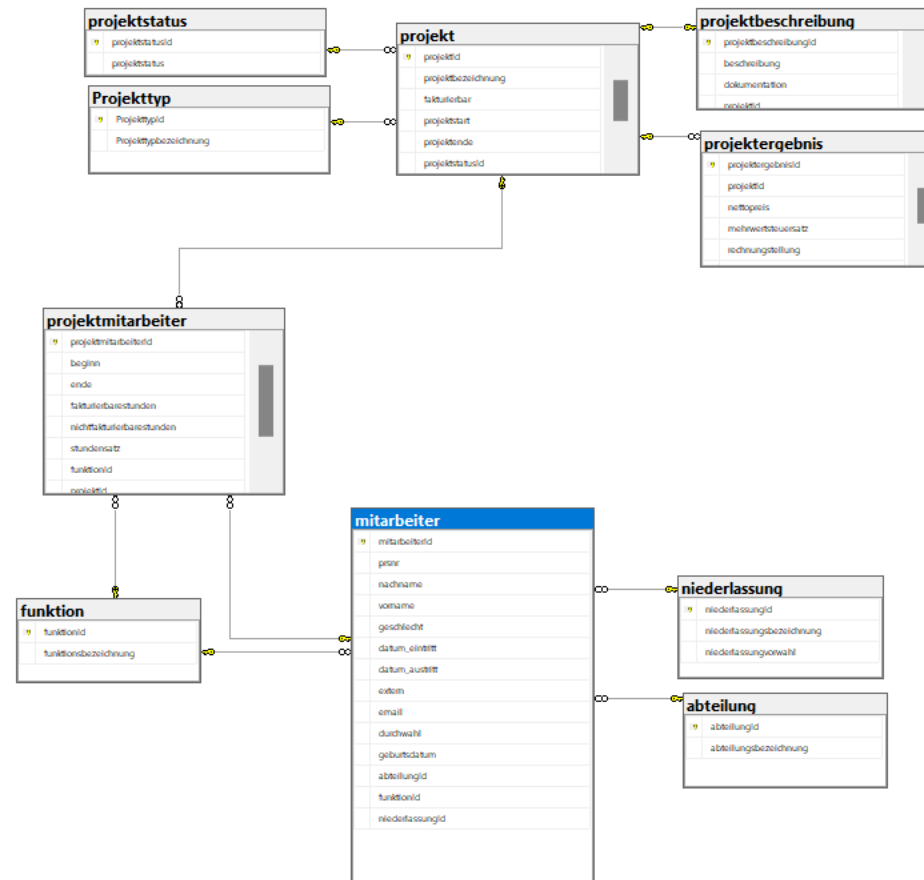 projektstatus
projektstatusId
projektstatus
Projekttyp
ProjekttypId
Projekttypbezeichnung
projekt
projektId
projektbezeichnung
fakturierbar
projektstart
projektende
projektstatusId
projektbeschreibung
projektbeschreibungId
beschreibung
dokumentation
projektId
projektergebnis
projektergebnisId
projektId
nettopreis
mehrwertsteuersatz
rechnungstellung
projektmitarbeiter
projektmitarbeiterId
beginn
ende
fakturierbarestunden
nichtfakturierbarestunden
stundensatz
funktionId
projektId
funktion
funktionId
funktionsbezeichnung
mitarbeiter
mitarbeiterId
prsnr
nachname
vorname
geschlecht
datum_eintritt
datum_austritt
extern
email
durchwahl
geburtsdatum
abteilungId
funktionId
niederlassungId
niederlassung
niederlassungId
niederlassungsbezeichnung
niederlassungvorwahl
abteilung
abteilungId
abteilungsbezeichnung